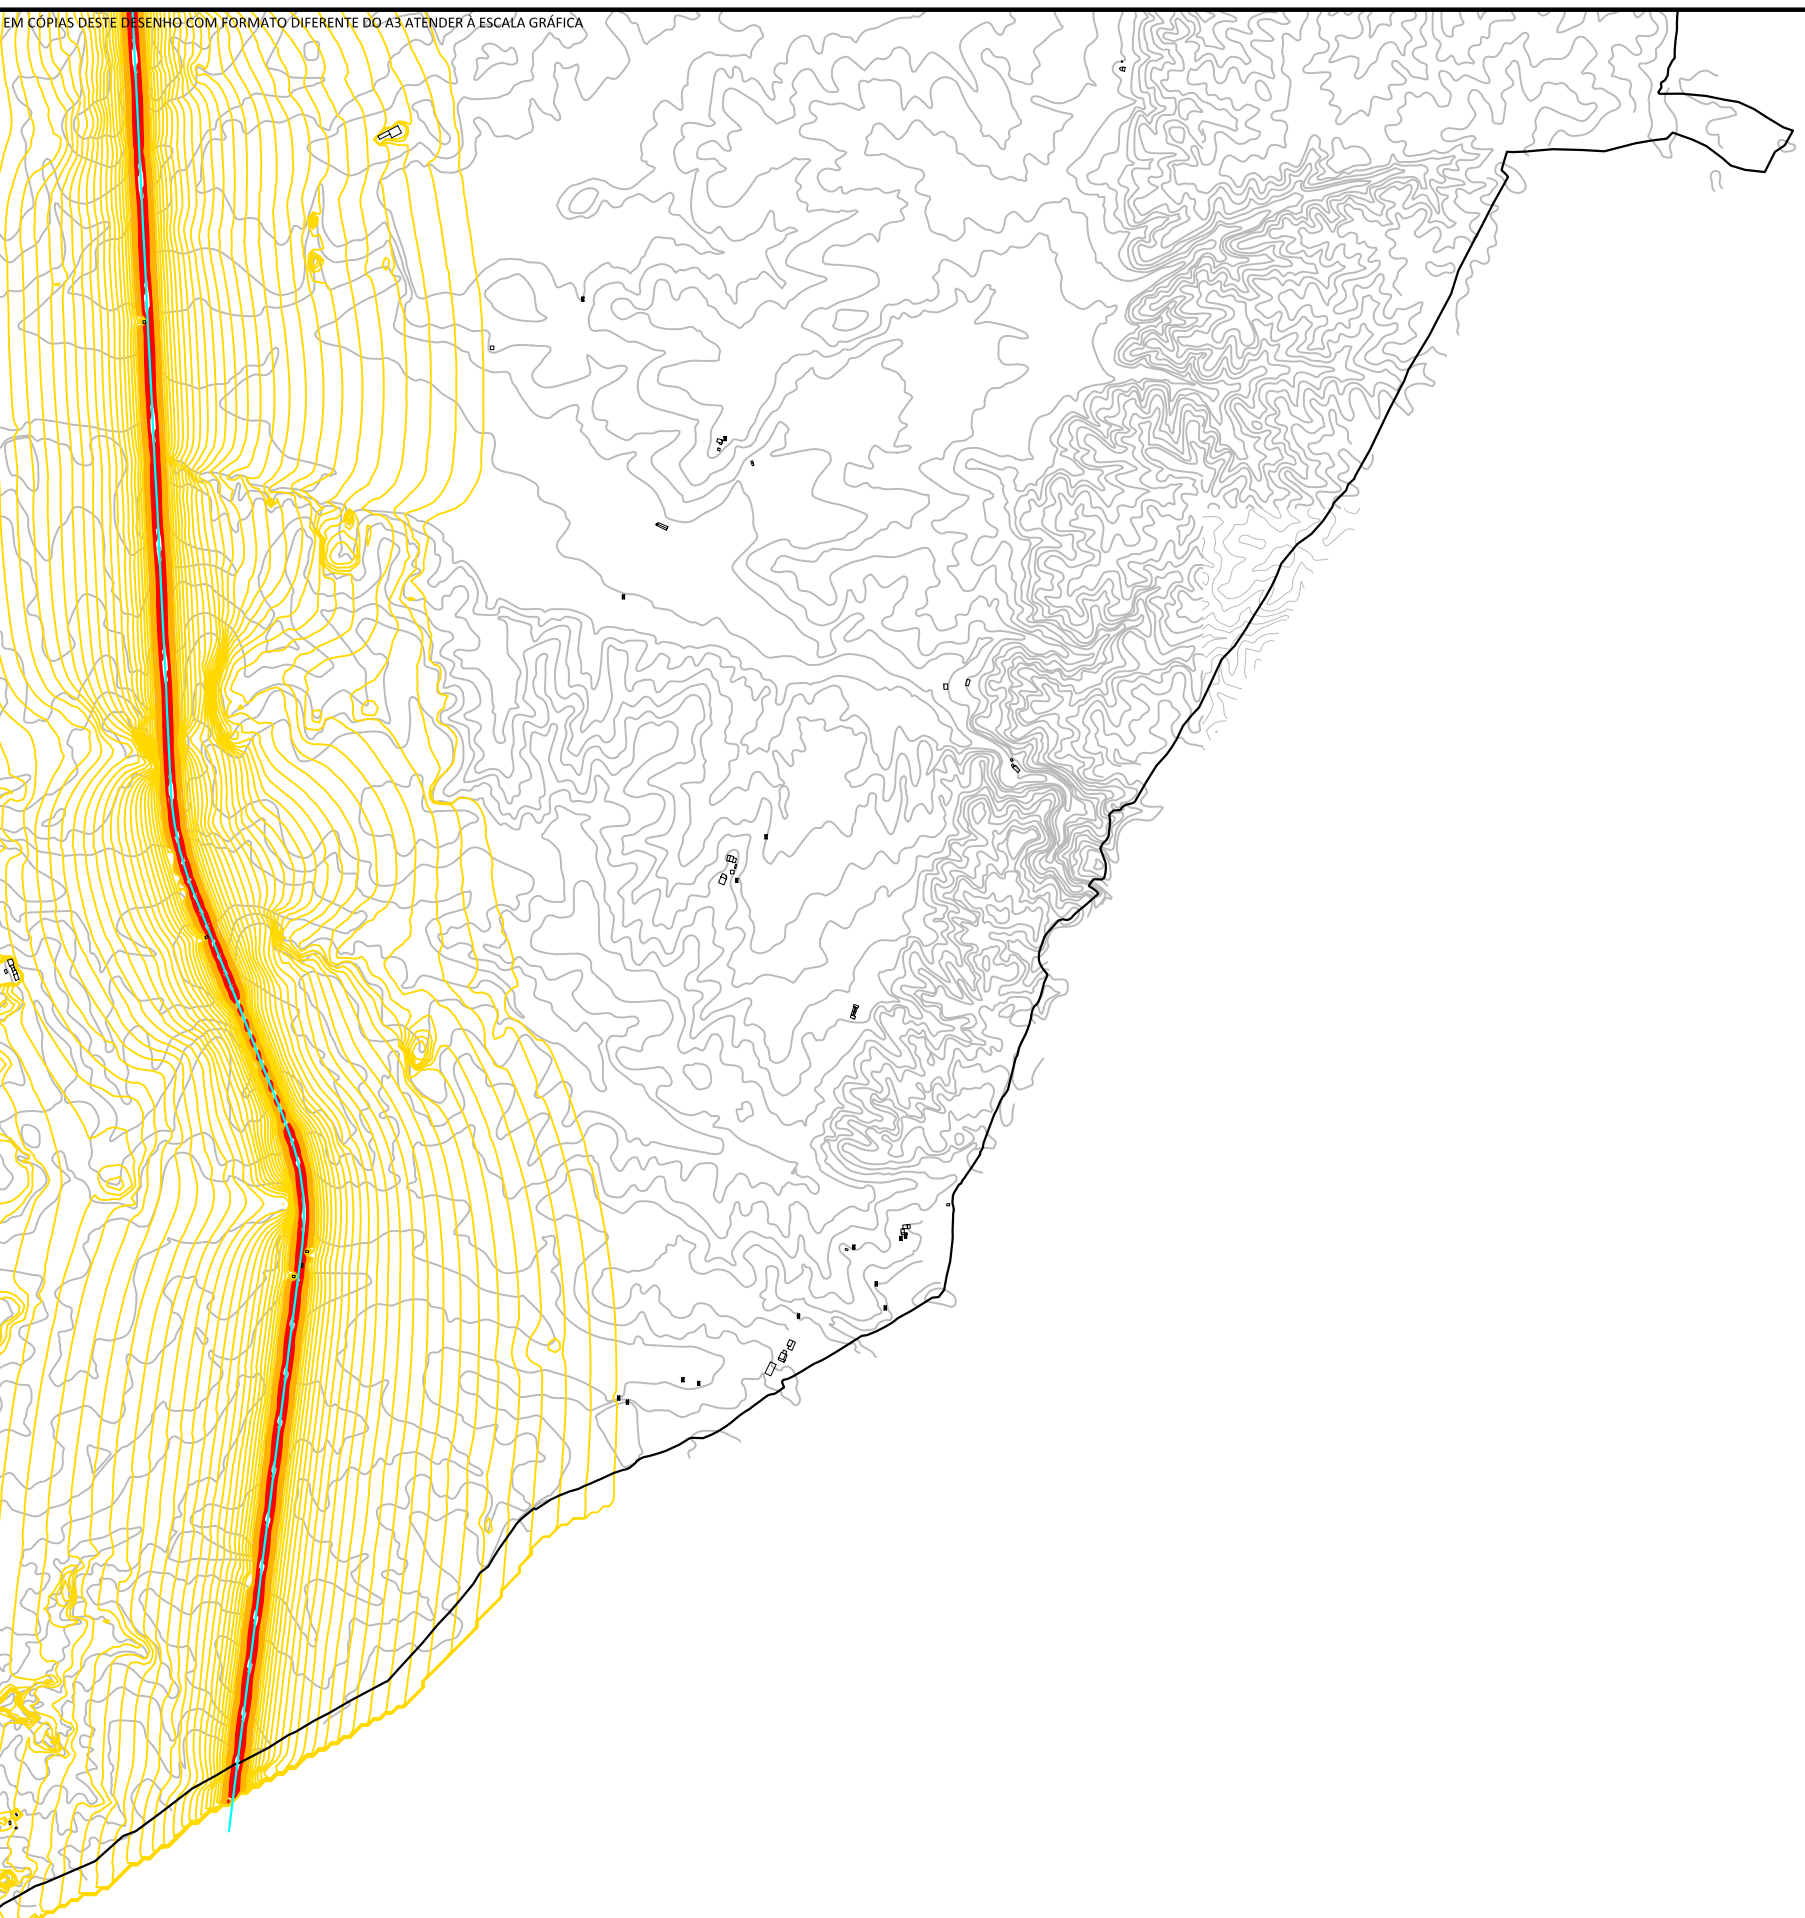 EM CÓPIAS DESTE DESENHO COM FORMATO DIFERENTE DO A3 ATENDER À ESCALA GRÁFICA